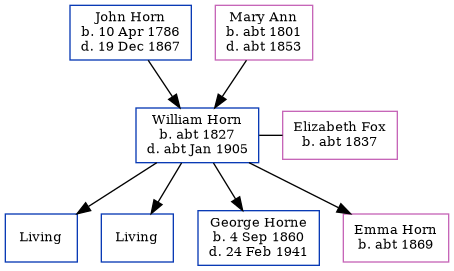 John Horn
b. 10 Apr 1786
d. 19 Dec 1867
Mary Ann
b. abt 1801
d. abt 1853
William Horn
b. abt 1827
d. abt Jan 1905
Elizabeth Fox
b. abt 1837
Living
Living
George Horne
b. 4 Sep 1860
d. 24 Feb 1941
Emma Horn
b. abt 1869